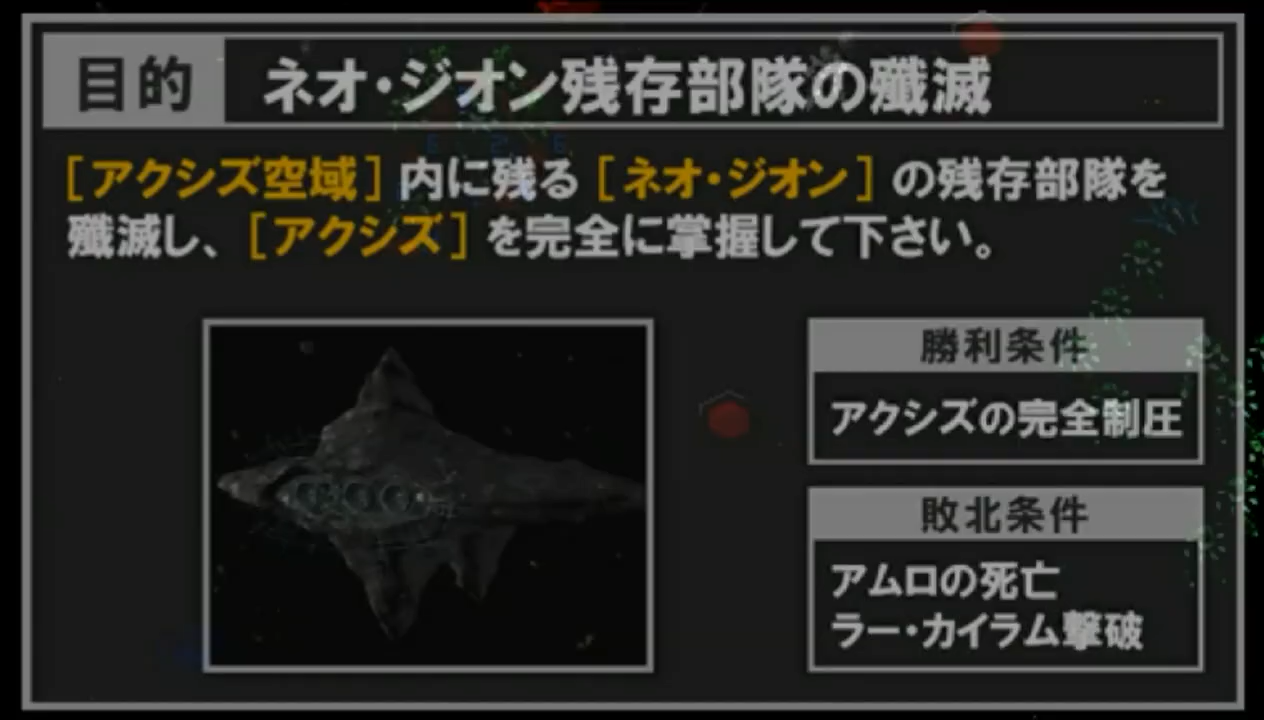 目的 ネオ・ジオン残存部隊の殲滅
[アクシズ空域]内に残る[ネオ・ジオン]の残存部隊を
殲滅し、[アクシズ]を完全に掌握して下さい。
勝利条件
アクシズの完全制圧
敗北条件
アムロの死亡
ラー・カイラム撃破